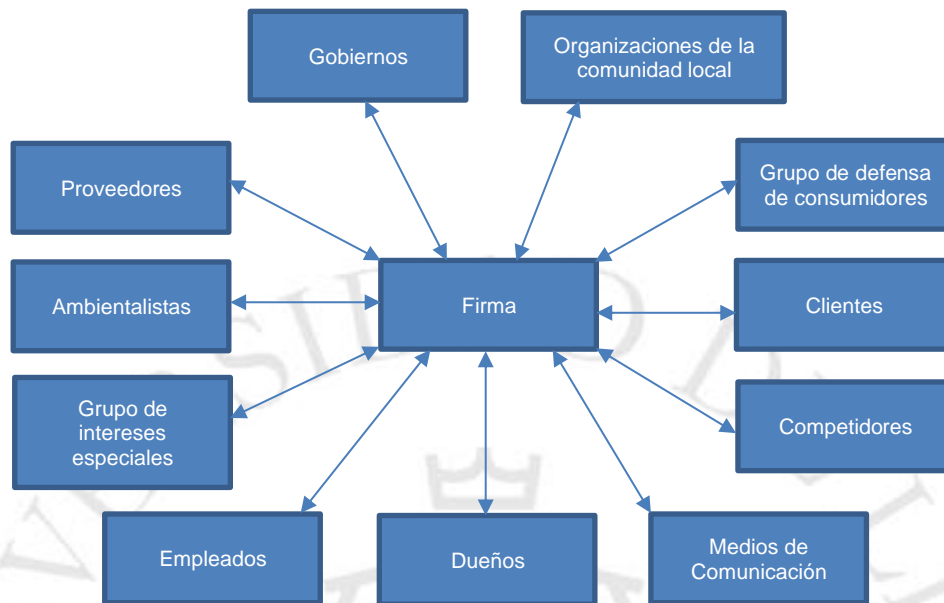 Gobiernos
Organizaciones de la
comunidad local
Proveedores
Grupo de defensa
de consumidores
Ambientalistas
Firma
Clientes
Grupo de
intereses
especiales
Competidores
Empleados
Dueños
Medios de
Comunicación